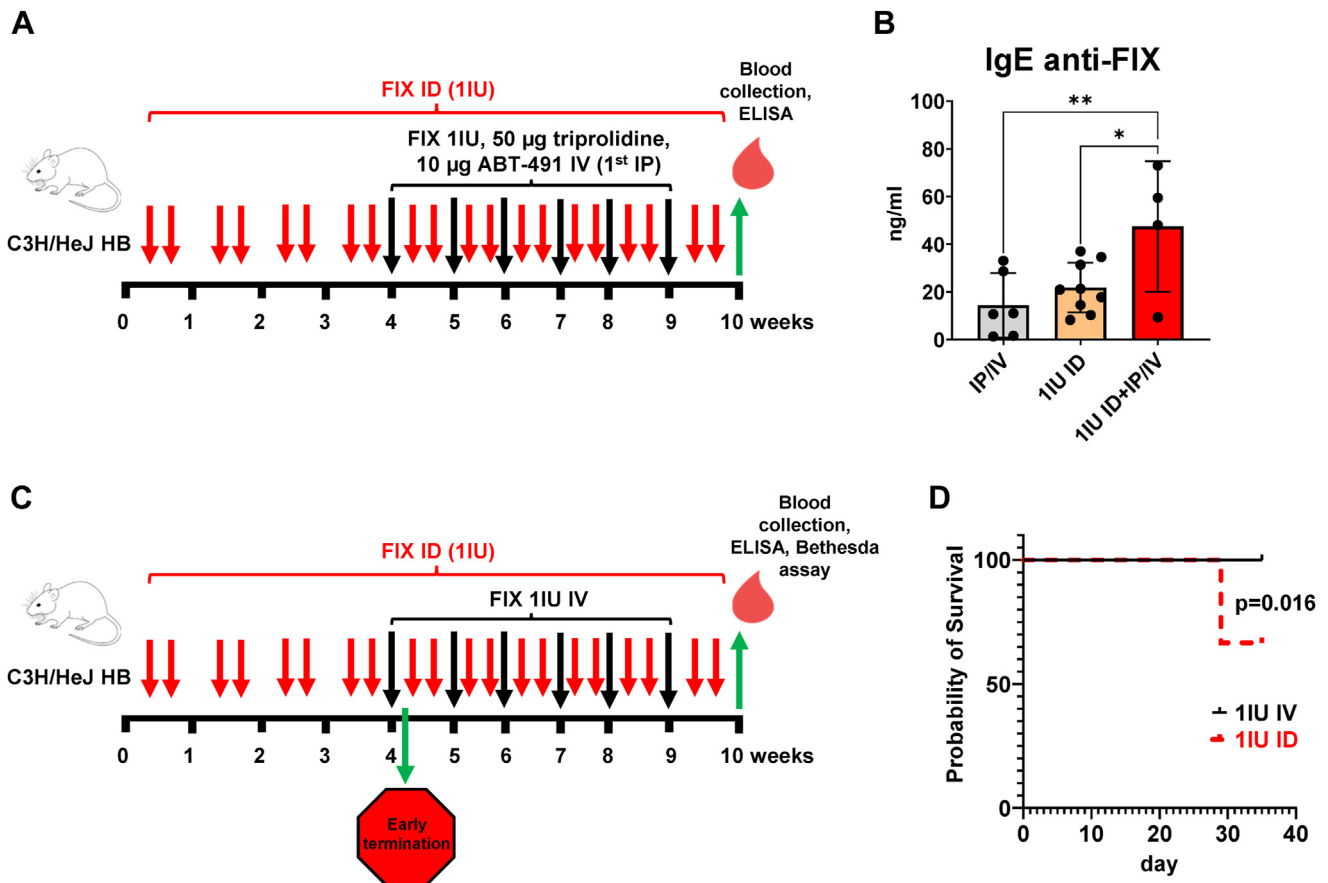 A
FIX ID (1IU)
Blood
collection,
ELISA
FIX 1IU, 50 µg triprolidine,
10 µg ABT-491 IV (1st IP)
C3H/HeJ HB
0 1 2 3 4 5 6 7 8 9 10 weeks
B
IgE anti-FIX
**
*
ng/ml
100
80
60
40
20
0
IP/IV
1IU ID
1IU ID+IP/IV
C
FIX ID (1IU)
Blood
collection,
ELISA, Bethesda
assay
FIX 1IU IV
C3H/HeJ HB
0 1 2 3 4 5 6 7 8 9 10 weeks
Early
termination
D
Probability of Survival
100
50
0
p=0.016
1IU IV
1IU ID
0 10 20 30 40
day